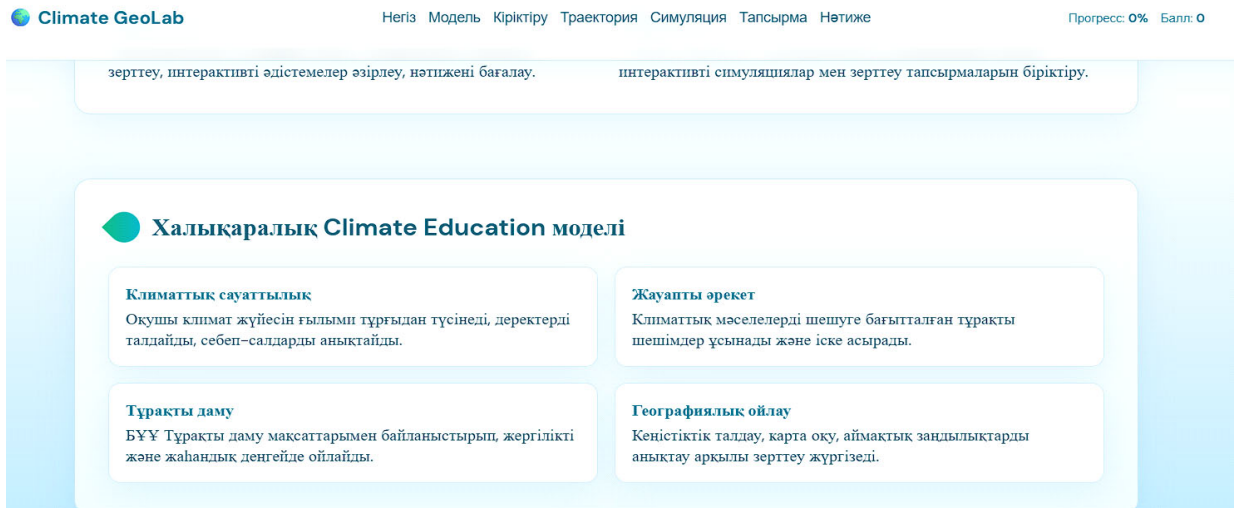 Climate GeoLab
Негіз Модель Кіріктіру Траектория Симуляция Тапсырма Нәтиже
Прогресс: 0% Балл: 0
зерттеу, интерактивті әдістемелер әзірлеу, нәтижені бағалау.
интерактивті симуляциялар мен зерттеу тапсырмаларын біріктіру.
Халықаралық Climate Education моделі
Климаттық сауаттылық
Оқушы климат жүйесін ғылыми тұрғыдан түсінеді, деректерді
талдайды, себеп–салдарды анықтайды.
Жауапты әрекет
Климаттық мәселелерді шешуге бағытталған тұрақты
шешімдер ұсынады және іске асырады.
Тұрақты даму
БҰҰ Тұрақты даму мақсаттарымен байланыстырып, жергілікті
және жаһандық деңгейде ойлайды.
Географиялық ойлау
Кеңістіктік талдау, карта оқу, аймақтық заңдылықтарды
анықтау арқылы зерттеу жүргізеді.